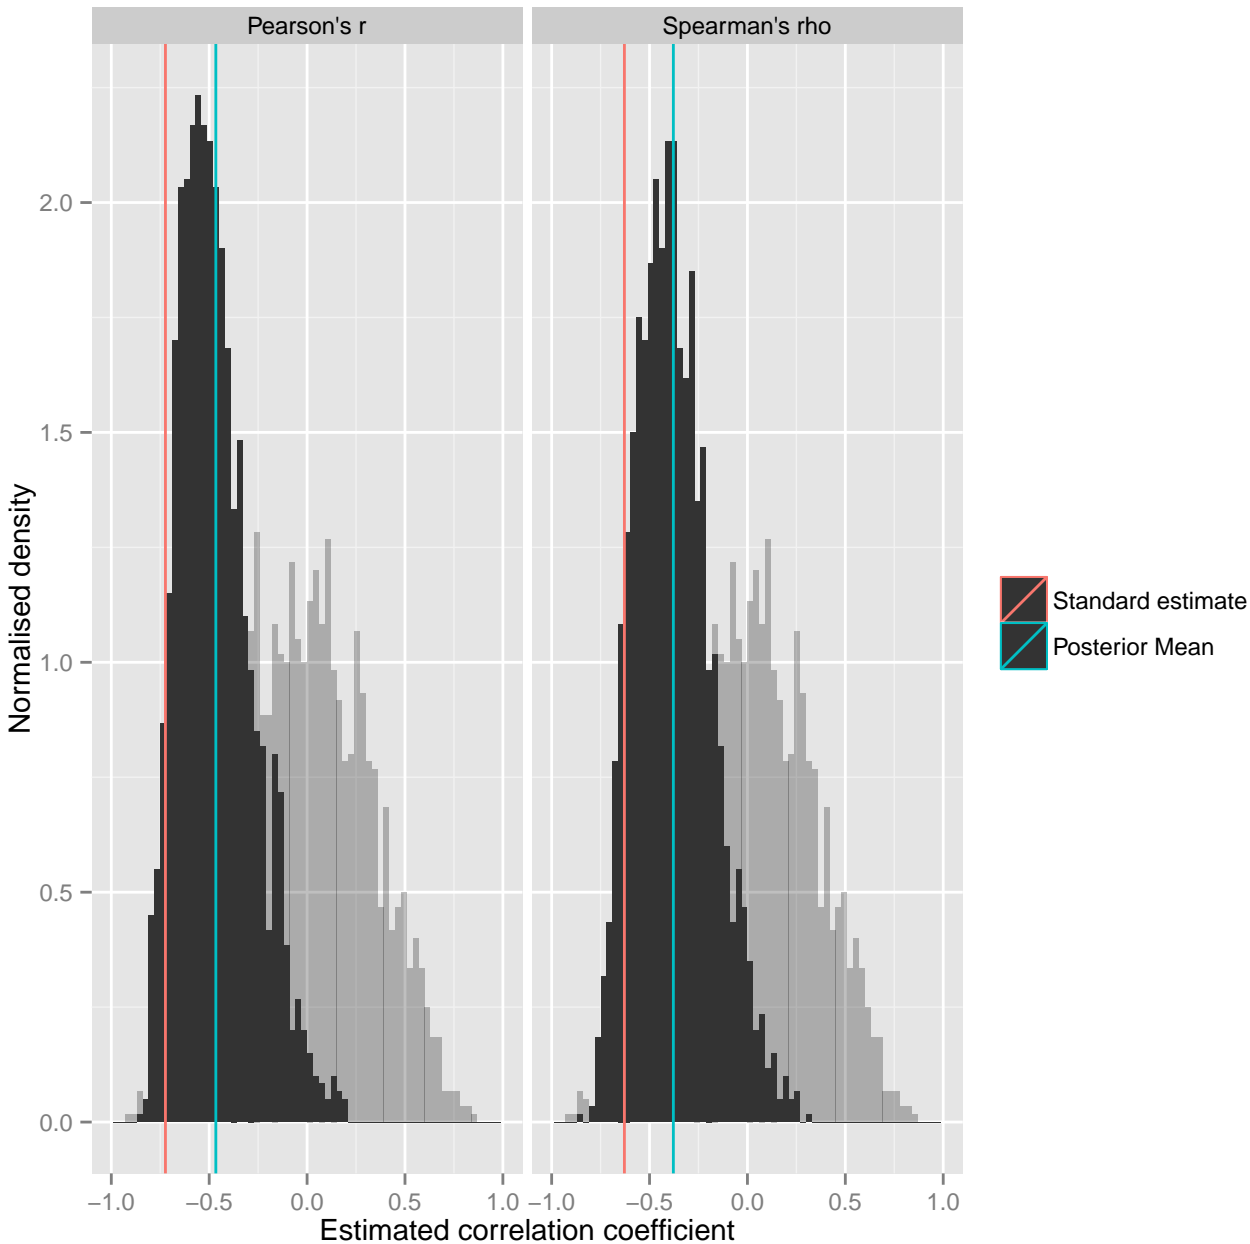 Pearson's r
Spearman's rho
2.0
1.5
1.0
0.5
0.0
Normalised density
−1.0 −0.5 0.0 0.5 1.0
−1.0 −0.5 0.0 0.5 1.0
Estimated correlation coefficient
Standard estimate
Posterior Mean